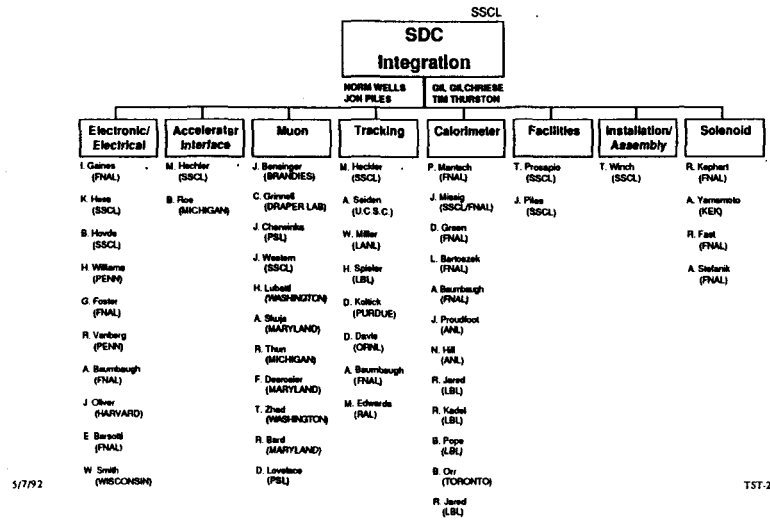 SSCL
SDC
Integration
NORM WELLS
JON PILES
GIL GILCHRIESE
TIM THURSTON
Electronic/
Electrical
I. Gaines
(FNAL)
K. Hess
(SSCL)
B. Hovde
(SSCL)
H. Williams
(PENN)
G. Foster
(FNAL)
R. Vanberg
(PENN)
A. Baumbaugh
(FNAL)
J. Oliver
(HARVARD)
E. Barsotti
(FNAL)
W. Smith
(WISCONSIN)
Accelerator
Interface
M. Hechler
(SSCL)
B. Roe
(MICHIGAN)
Muon
J. Bensinger
(BRANDIES)
C. Grinnell
(DRAPER LAB)
J. Cherwinka
(PSL)
J. Western
(SSCL)
H. Lubatti
(WASHINGTON)
A. Skuja
(MARYLAND)
R. Thun
(MICHIGAN)
F. Desrosier
(MARYLAND)
T. Zhad
(WASHINGTON)
R. Bard
(MARYLAND)
D. Lovelace
(PSL)
Tracking
M. Hechler
(SSCL)
A. Seiden
(U.C.S.C.)
W. Miller
(LANL)
H. Spieler
(LBL)
D. Koltick
(PURDUE)
D. Davis
(ORNL)
A. Baumbaugh
(FNAL)
M. Edwards
(RAL)
Calorimeter
P. Mantsch
(FNAL)
J. Missig
(SSCL/FNAL)
D. Green
(FNAL)
L. Bartoszek
(FNAL)
A. Baumbaugh
(FNAL)
J. Proudfoot
(ANL)
N. Hill
(ANL)
R. Jared
(LBL)
R. Kadel
(LBL)
B. Pope
(LBL)
B. Orr
(TORONTO)
R. Jared
(LBL)
Facilities
T. Prosapio
(SSCL)
J. Piles
(SSCL)
Installation/
Assembly
T. Winch
(SSCL)
Solenoid
R. Kephart
(FNAL)
A. Yamamoto
(KEK)
R. Fast
(FNAL)
A. Stefanik
(FNAL)
5/7/92
TST-2